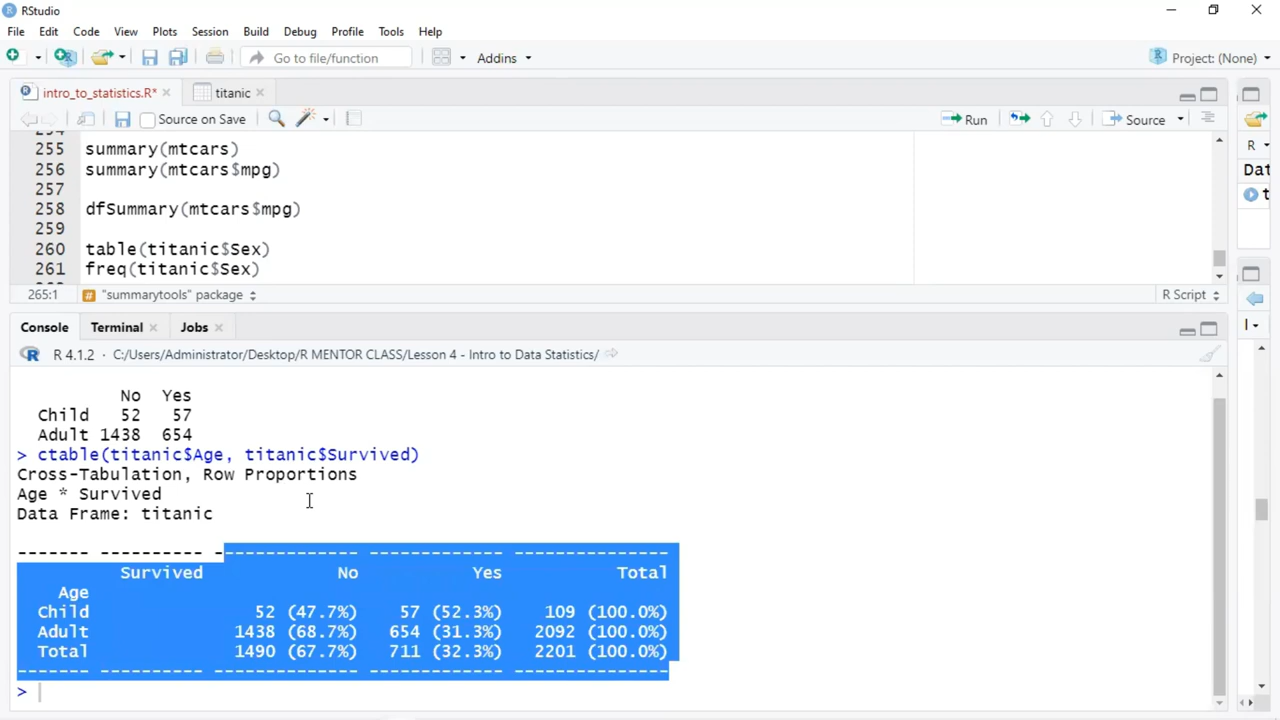 RStudio
File Edit Code View Plots Session Build Debug Profile Tools Help
Go to file/function Addins Project: (None)
intro_to_statistics.R* titanic
Source on Save Run Source
254
255 summary(mtcars)
256 summary(mtcars$mpg)
257
258 dfSummary(mtcars$mpg)
259
260 table(titanic$Sex)
261 freq(titanic$Sex)
265:1 # "summarytools" package R Script
R
Dat
t
Console Terminal Jobs
R 4.1.2 · C:/Users/Administrator/Desktop/R MENTOR CLASS/Lesson 4 - Intro to Data Statistics/
No Yes
Child 52 57
Adult 1438 654
> ctable(titanic$Age, titanic$Survived)
Cross-Tabulation, Row Proportions
Age * Survived
Data Frame: titanic
------- ---------- -------------- ------------- ---------------
Survived No Yes Total
Age
Child 52 (47.7%) 57 (52.3%) 109 (100.0%)
Adult 1438 (68.7%) 654 (31.3%) 2092 (100.0%)
Total 1490 (67.7%) 711 (32.3%) 2201 (100.0%)
------- ---------- -------------- ------------- ---------------
>